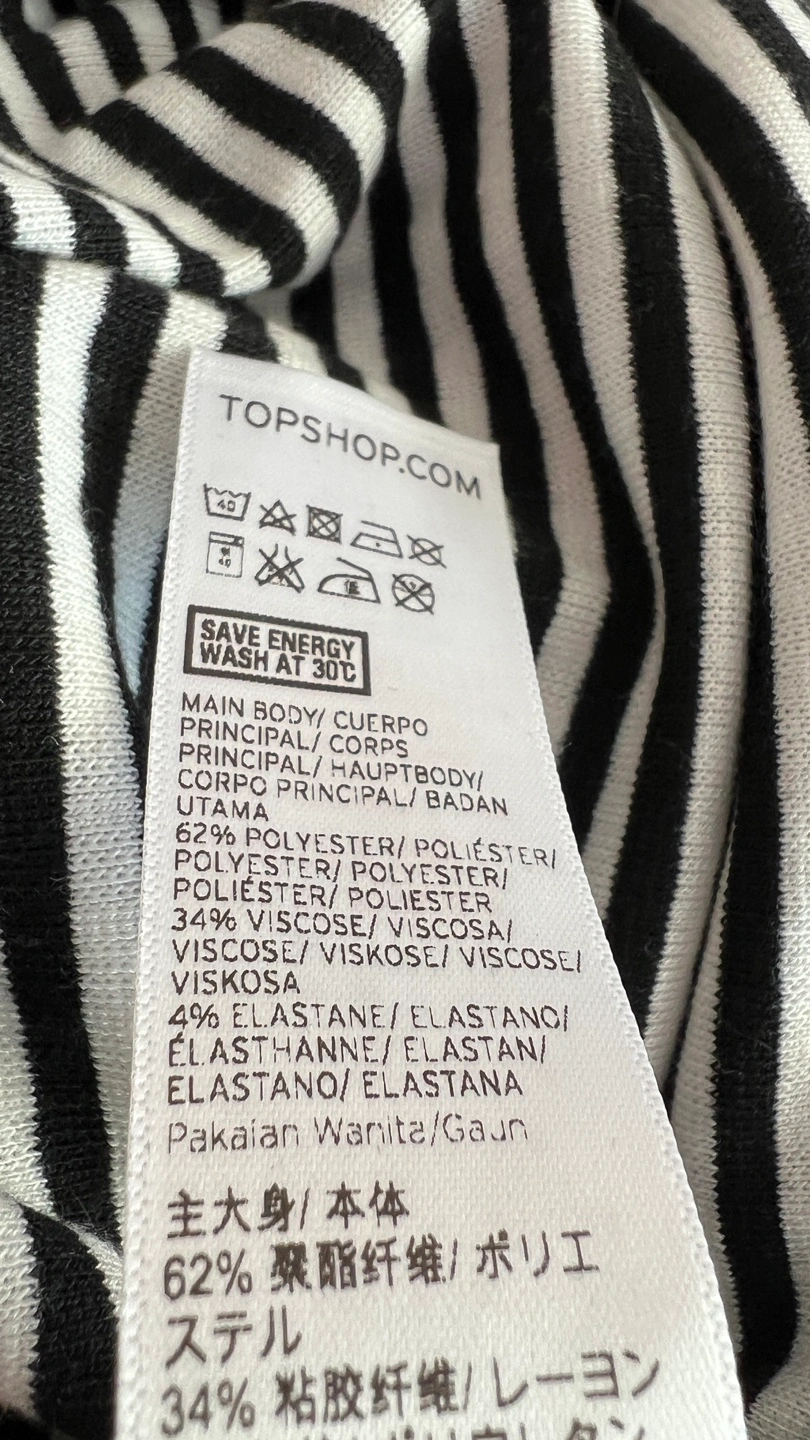 TOPSHOP.COM
40
40
SAVE ENERGY
WASH AT 30℃
MAIN BODY/ CUERPO
PRINCIPAL/ CORPS
PRINCIPAL/ HAUPTBODY/
CORPO PRINCIPAL/ BADAN
UTAMA
62% POLYESTER/ POLIÉSTER/
POLYESTER/ POLYESTER/
POLIÉSTER/ POLIESTER
34% VISCOSE/ VISCOSA/
VISCOSE/ VISKOSE/ VISCOSE/
VISKOSA
4% ELASTANE/ ELASTANO/
ÉLASTHANNE/ ELASTAN/
ELASTANO/ ELASTANA
Pakaian Wanita/Gaun
主大身/ 本体
62% 聚酯纤维/ ポリエ
ステル
34% 粘胶纤维/ レーヨン